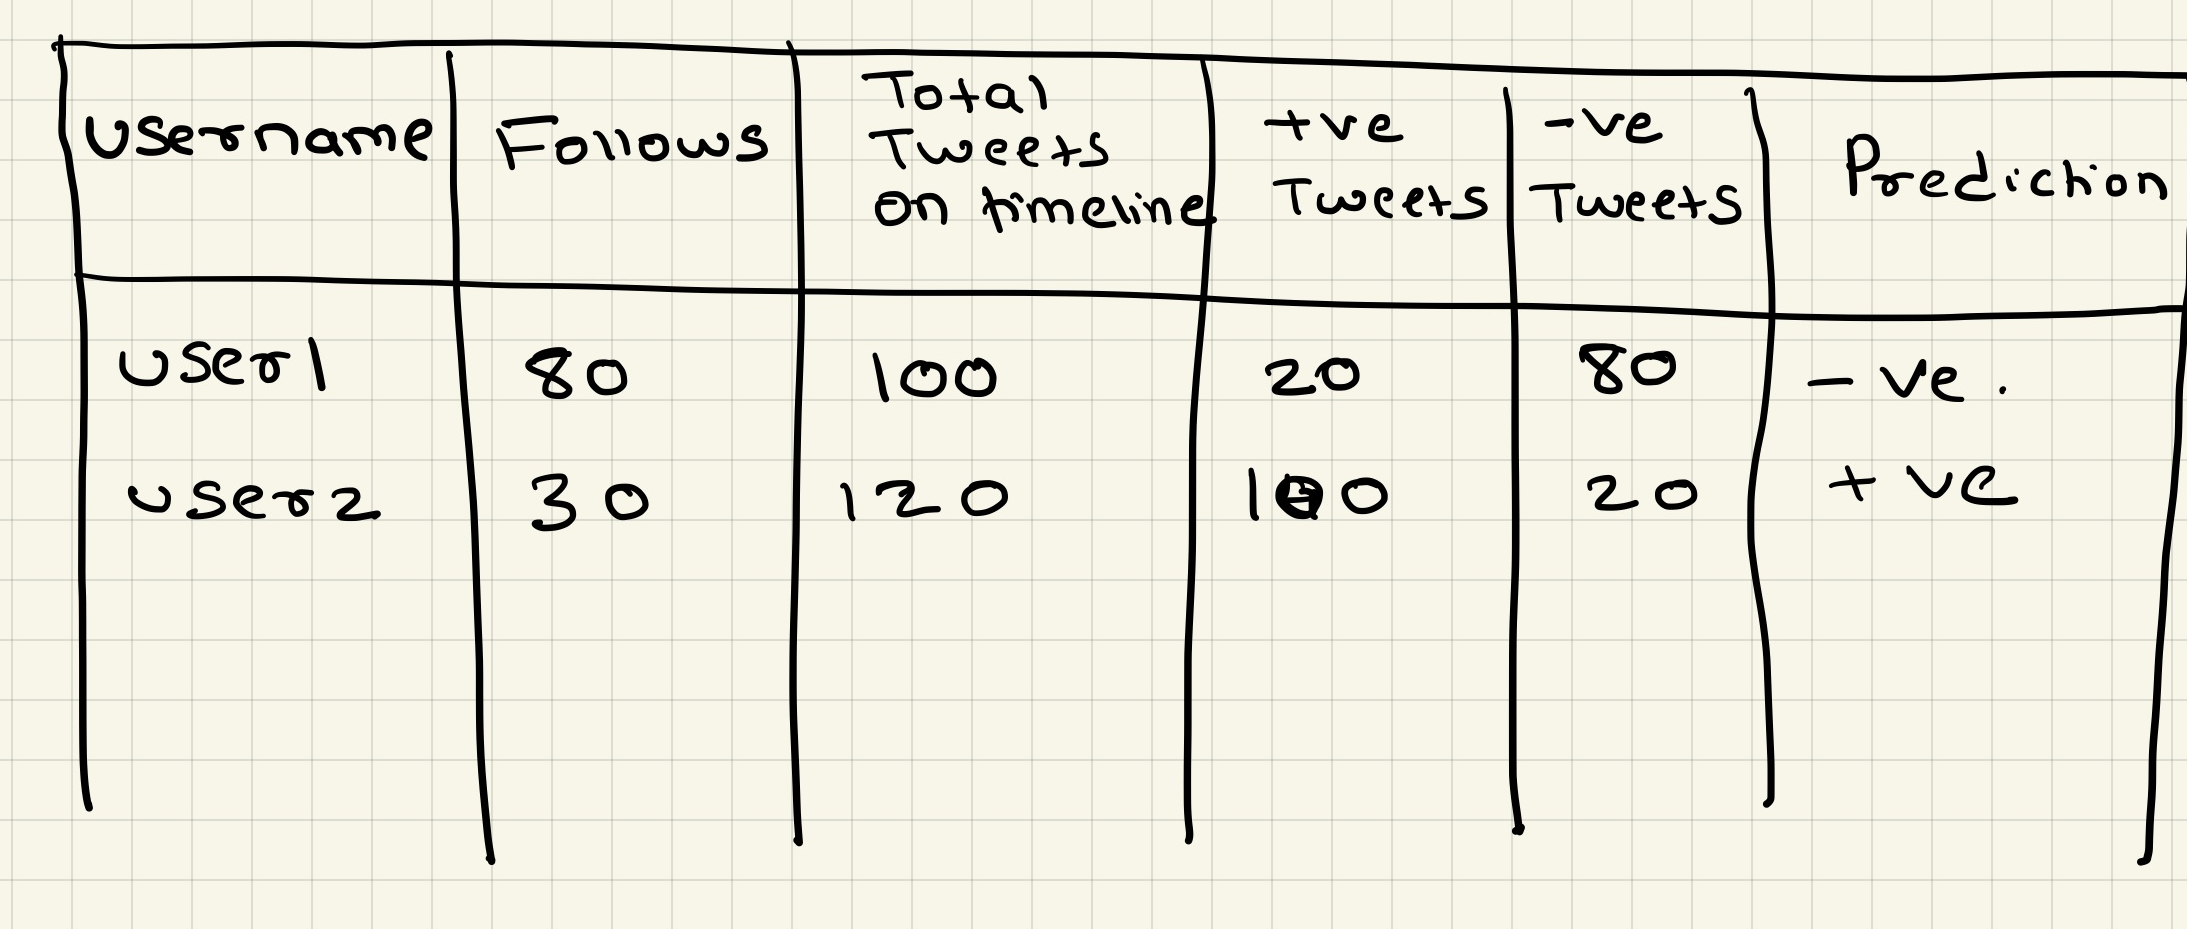 Username Follows Total Tweets on timeline +ve Tweets -ve Tweets Prediction
user1 80 100 20 80 -ve.
user2 30 120 100 20 +ve